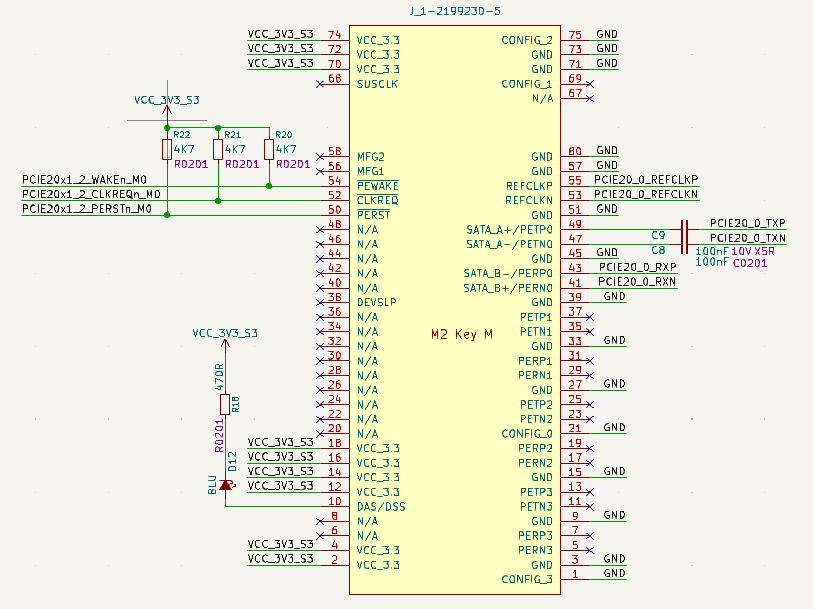 J_1-2199230-5
VCC_3V3_S3 74 VCC_3.3 CONFIG_2 75 GND
VCC_3V3_S3 72 VCC_3.3 GND 73 GND
VCC_3V3_S3 70 VCC_3.3 GND 71 GND
68 SUSCLK CONFIG_1 69
N/A 67
VCC_3V3_S3
R22 R21 R20
4K7 4K7 4K7
R0201 R0201 R0201
58 MFG2 GND 60 GND
56 MFG1 GND 57 GND
PCIE20x1_2_WAKEn_M0 54 PEWAKE REFCLKP 55 PCIE20_0_REFCLKP
PCIE20x1_2_CLKREQn_M0 52 CLKREQ REFCLKN 53 PCIE20_0_REFCLKN
PCIE20x1_2_PERSTn_M0 50 PERST GND 51 GND
48 N/A SATA_A+/PETP0 49 C9 PCIE20_0_TXP
46 N/A SATA_A-/PETN0 47 C8 PCIE20_0_TXN
100nF 10V X5R
100nF C0201
44 N/A GND 45 GND
42 N/A SATA_B-/PERP0 43 PCIE20_0_RXP
40 N/A SATA_B+/PERN0 41 PCIE20_0_RXN
38 DEVSLP GND 39 GND
36 N/A PETP1 37
34 N/A PETN1 35
M2 Key M
32 N/A GND 33 GND
30 N/A PERP1 31
28 N/A PERN1 29
26 N/A GND 27 GND
24 N/A PETP2 25
22 N/A PETN2 23
20 N/A CONFIG_0 21 GND
VCC_3V3_S3
470R
R18
R0201
D12
BLU
VCC_3V3_S3 18 VCC_3.3 PERP2 19
VCC_3V3_S3 16 VCC_3.3 PERN2 17
VCC_3V3_S3 14 VCC_3.3 GND 15 GND
VCC_3V3_S3 12 VCC_3.3 PETP3 13
10 DAS/DSS PETN3 11
8 N/A GND 9 GND
6 N/A PERP3 7
VCC_3V3_S3 4 VCC_3.3 PERN3 5
VCC_3V3_S3 2 VCC_3.3 GND 3 GND
CONFIG_3 1 GND